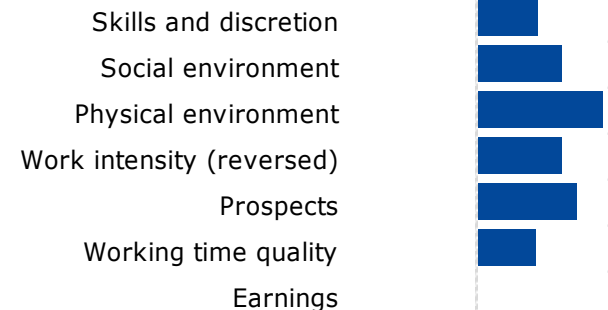 Skills and discretion
Social environment
Physical environment
Work intensity (reversed)
Prospects
Working time quality
Earnings